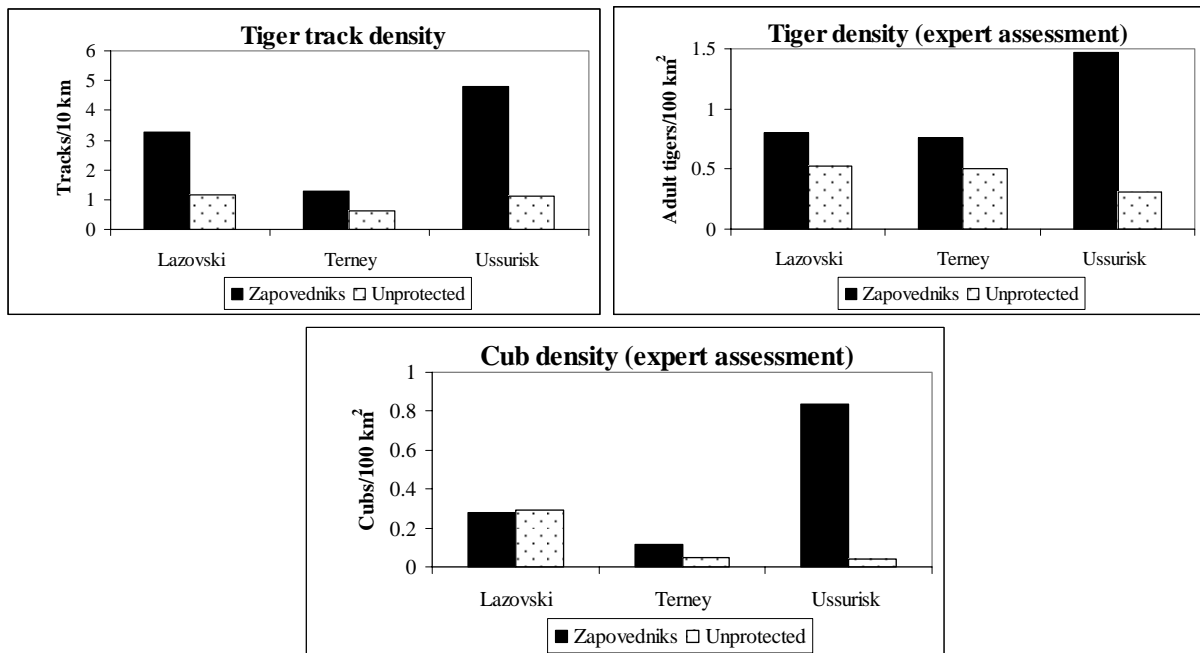 Tiger track density
Tracks/10 km
6
5
4
3
2
1
0
Lazovski Terney Ussurisk
Zapovedniks Unprotected
Tiger density (expert assessment)
Adult tigers/100 km²
1.5
1
0.5
0
Lazovski Terney Ussurisk
Zapovedniks Unprotected
Cub density (expert assessment)
Cubs/100 km²
1
0.8
0.6
0.4
0.2
0
Lazovski Terney Ussurisk
Zapovedniks Unprotected